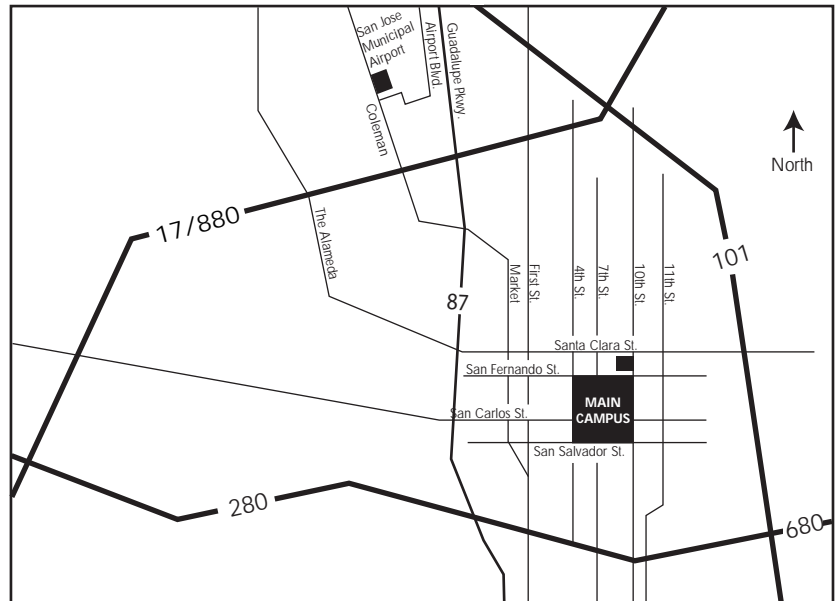 San Jose
Municipal
Airport
Airport Blvd.
Guadalupe Pkwy.
Coleman
North
17/880
The Alameda
101
87
Market
First St.
4th St.
7th St.
10th St.
11th St.
Santa Clara St.
San Fernando St.
MAIN
CAMPUS
San Carlos St.
San Salvador St.
280
680